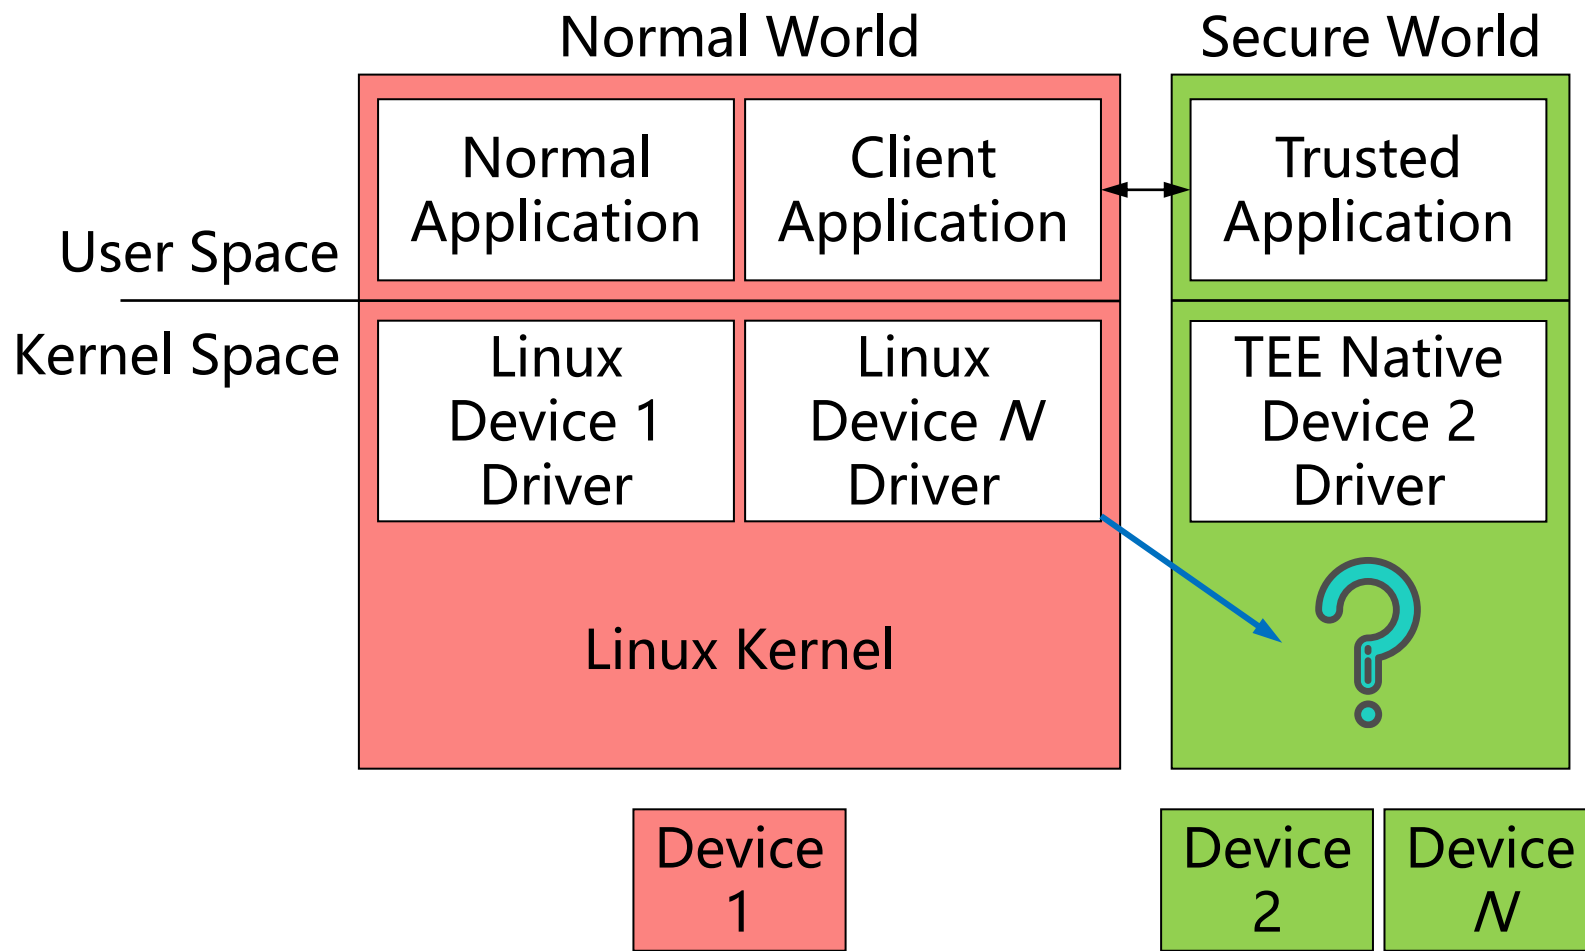 Normal World
Secure World
Normal
Application
Client
Application
Trusted
Application
User Space
Kernel Space
Linux
Device 1
Driver
Linux
Device N
Driver
TEE Native
Device 2
Driver
Linux Kernel
Device
1
Device
2
Device
N